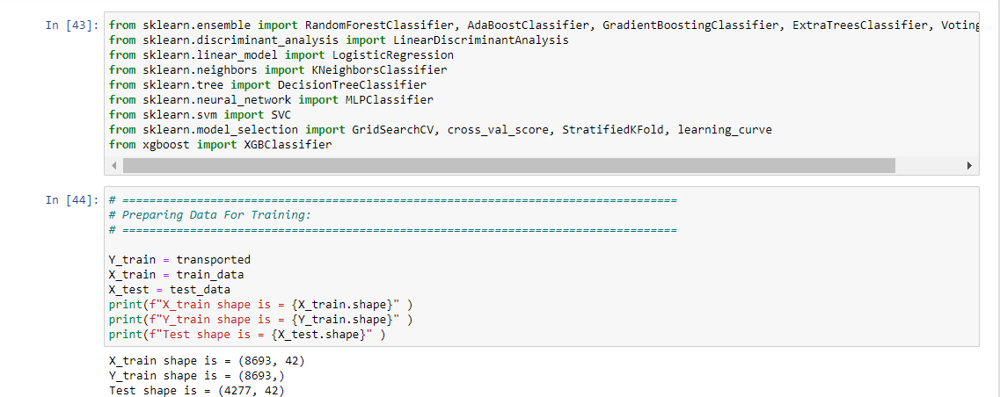 In [43]: from sklearn.ensemble import RandomForestClassifier, AdaBoostClassifier, GradientBoostingClassifier, ExtraTreesClassifier, Voting
from sklearn.discriminant_analysis import LinearDiscriminantAnalysis
from sklearn.linear_model import LogisticRegression
from sklearn.neighbors import KNeighborsClassifier
from sklearn.tree import DecisionTreeClassifier
from sklearn.neural_network import MLPClassifier
from sklearn.svm import SVC
from sklearn.model_selection import GridSearchCV, cross_val_score, StratifiedKFold, learning_curve
from xgboost import XGBClassifier
In [44]: # ==================================================================================
# Preparing Data For Training:
# ==================================================================================
Y_train = transported
X_train = train_data
X_test = test_data
print(f"X_train shape is = {X_train.shape}" )
print(f"Y_train shape is = {Y_train.shape}" )
print(f"Test shape is = {X_test.shape}" )
X_train shape is = (8693, 42)
Y_train shape is = (8693,)
Test shape is = (4277, 42)